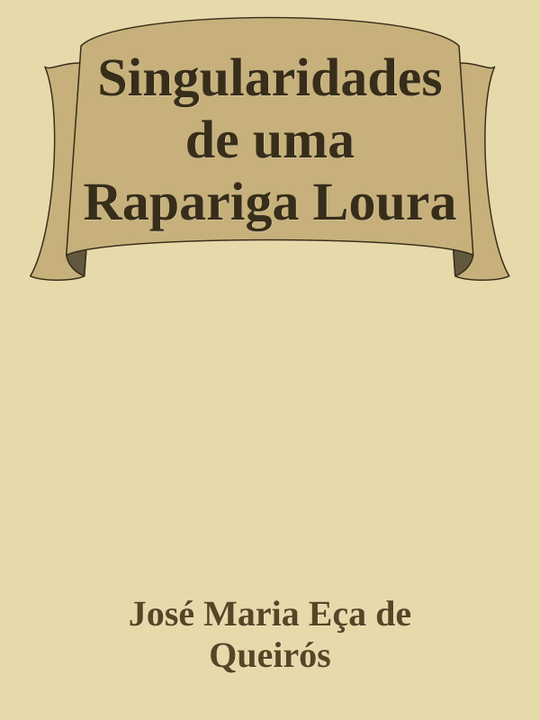 Singularidades
de uma
Rapariga Loura
José Maria Eça de
Queirós